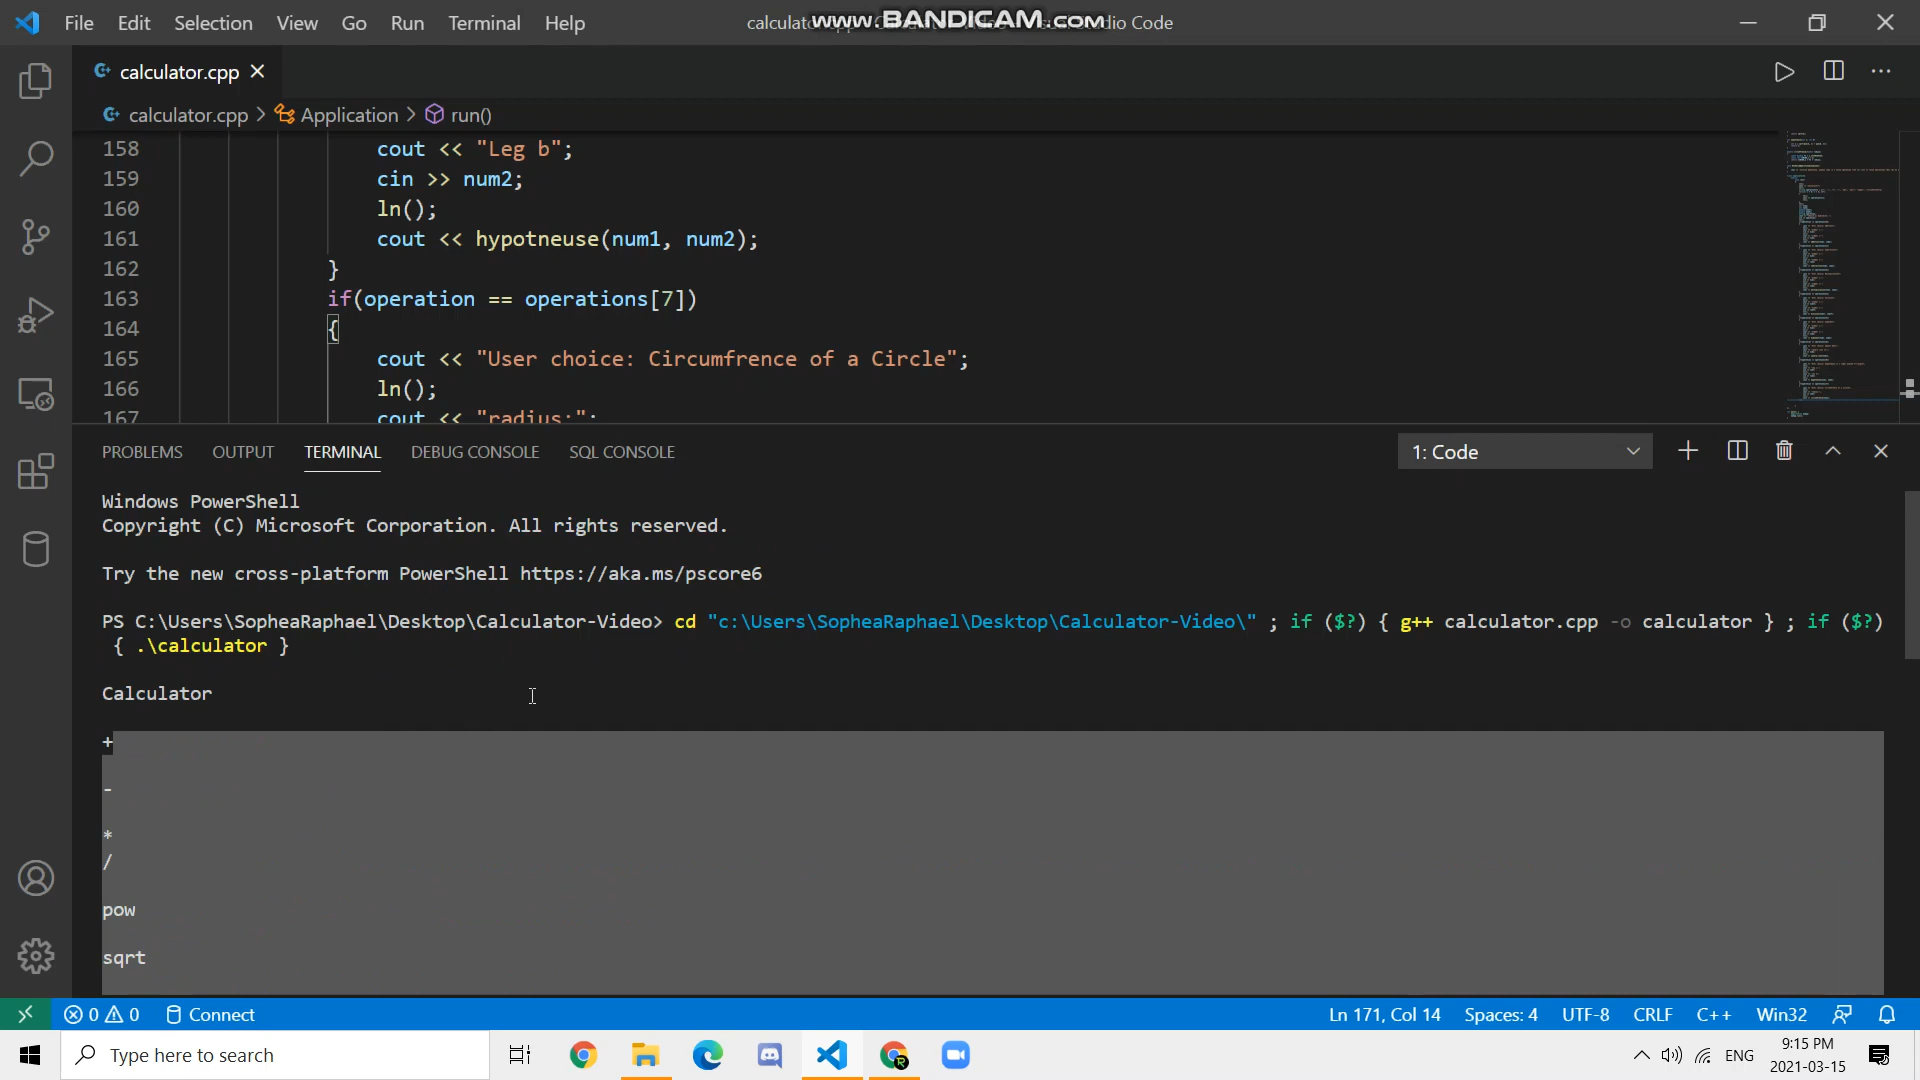 File Edit Selection View Go Run Terminal Help
www.BANDICAM.com
calculator.cpp
Code
calculator.cpp
calculator.cpp > Application > run()
158 cout << "Leg b";
159 cin >> num2;
160 ln();
161 cout << hypotneuse(num1, num2);
162 }
163 if(operation == operations[7])
164 {
165 cout << "User choice: Circumfrence of a Circle";
166 ln();
167 cout << "radius:";
PROBLEMS OUTPUT TERMINAL DEBUG CONSOLE SQL CONSOLE
1: Code
Windows PowerShell
Copyright (C) Microsoft Corporation. All rights reserved.
Try the new cross-platform PowerShell https://aka.ms/pscore6
PS C:\Users\SopheaRaphael\Desktop\Calculator-Video> cd "c:\Users\SopheaRaphael\Desktop\Calculator-Video\" ; if ($?) { g++ calculator.cpp -o calculator } ; if ($?)
{ .\calculator }
Calculator
+
-
*
/
pow
sqrt
0 0 Connect
Ln 171, Col 14 Spaces: 4 UTF-8 CRLF C++ Win32
Type here to search
ENG
9:15 PM
2021-03-15